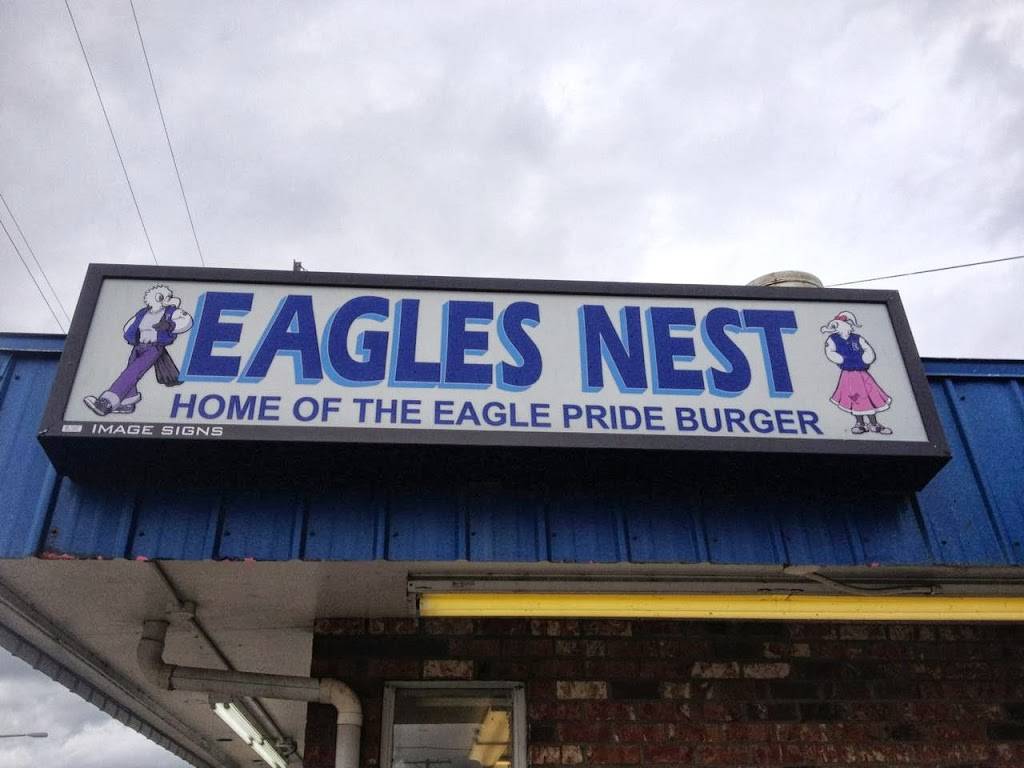 EAGLES NEST
HOME OF THE EAGLE PRIDE BURGER
IMAGE SIGNS